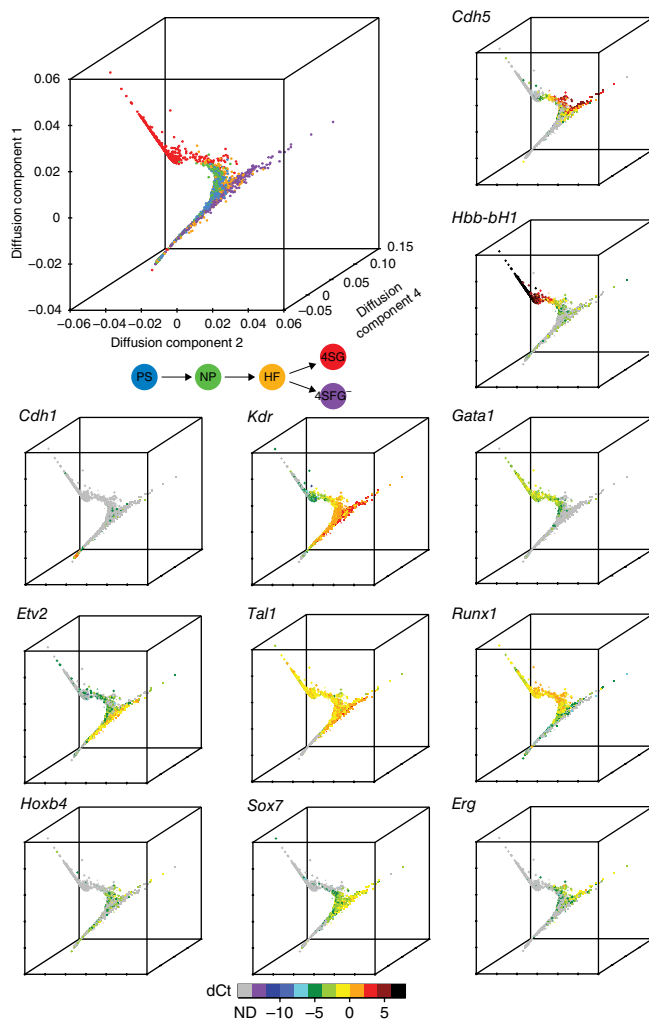 Cdh5
0.06
0.04
0.02
0
−0.02
−0.04
Diffusion component 1
−0.06
−0.04
−0.02
0
0.02
0.04
0.06
Diffusion component 2
−0.05
0
0.05
0.10
0.15
Diffusion
component 4
Hbb-bH1
PS
NP
HF
4SG
4SFG−
Cdh1
Kdr
Gata1
Etv2
Tal1
Runx1
Hoxb4
Sox7
Erg
dCt
ND −10 −5 0 5